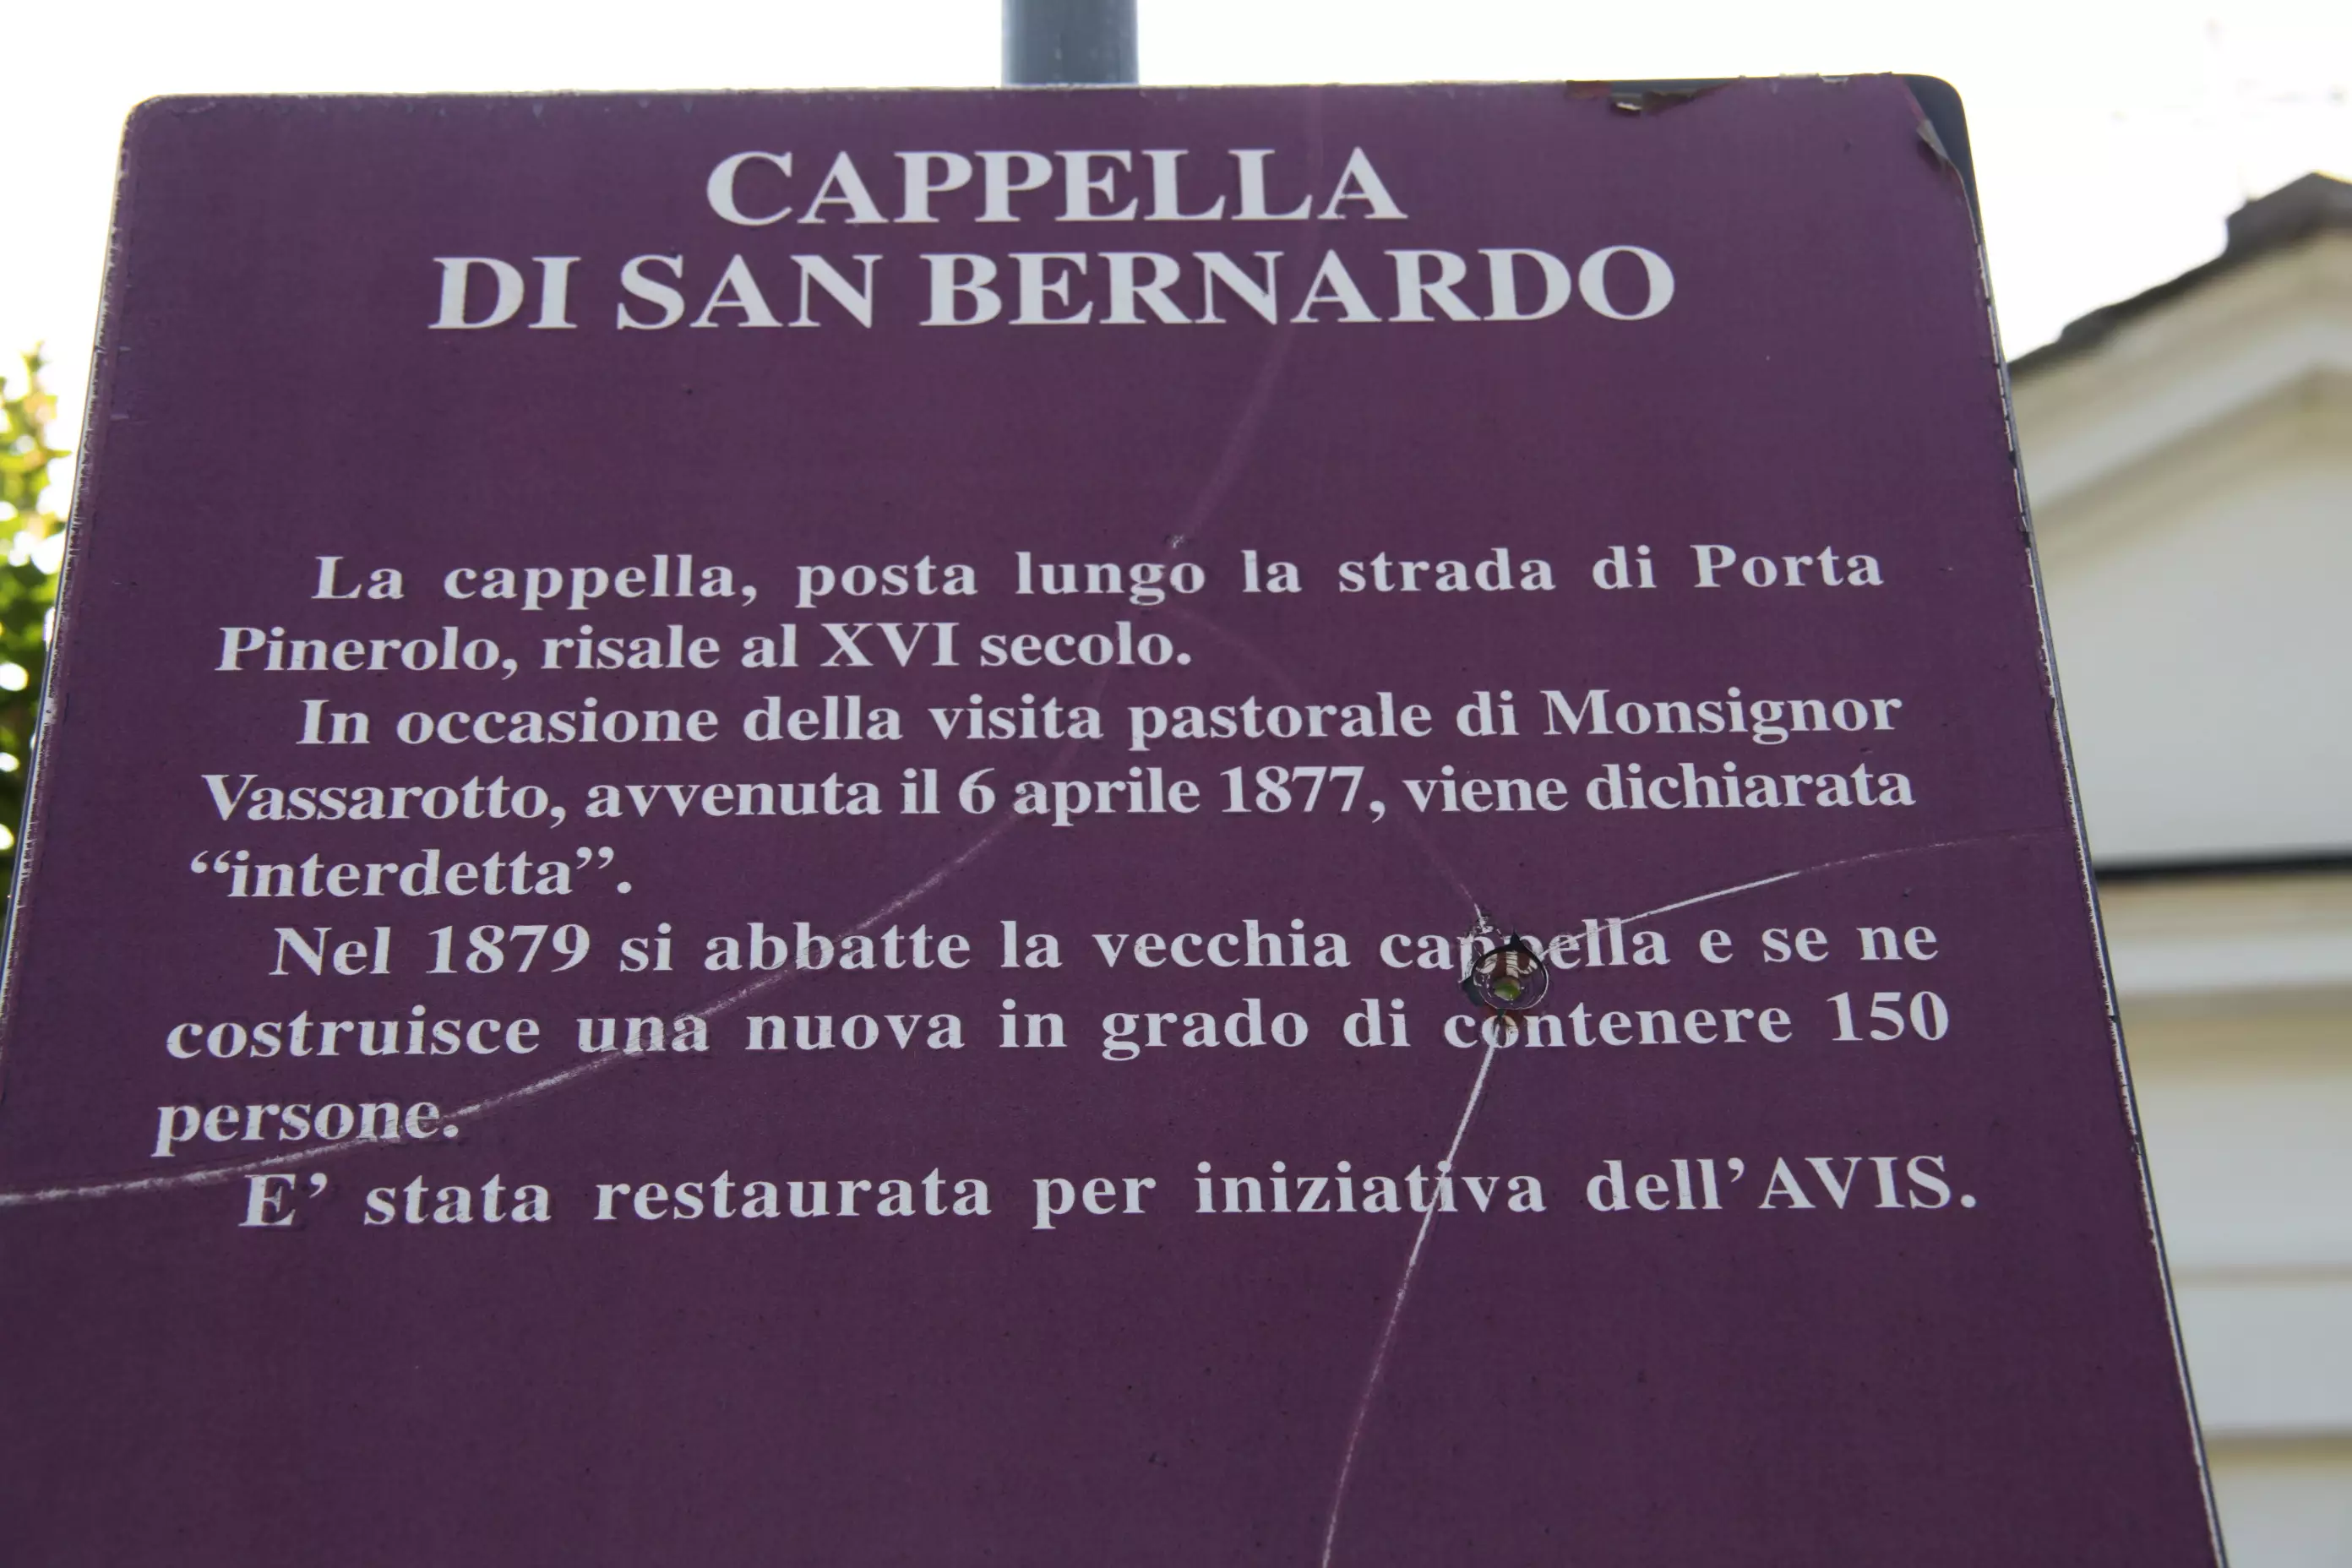 CAPPELLA
DI SAN BERNARDO
La cappella, posta lungo la strada di Porta
Pinerolo, risale al XVI secolo.
In occasione della visita pastorale di Monsignor
Vassarotto, avvenuta il 6 aprile 1877, viene dichiarata
“interdetta”.
Nel 1879 si abbatte la vecchia cappella e se ne
costruisce una nuova in grado di contenere 150
persone.
E’ stata restaurata per iniziativa dell’AVIS.